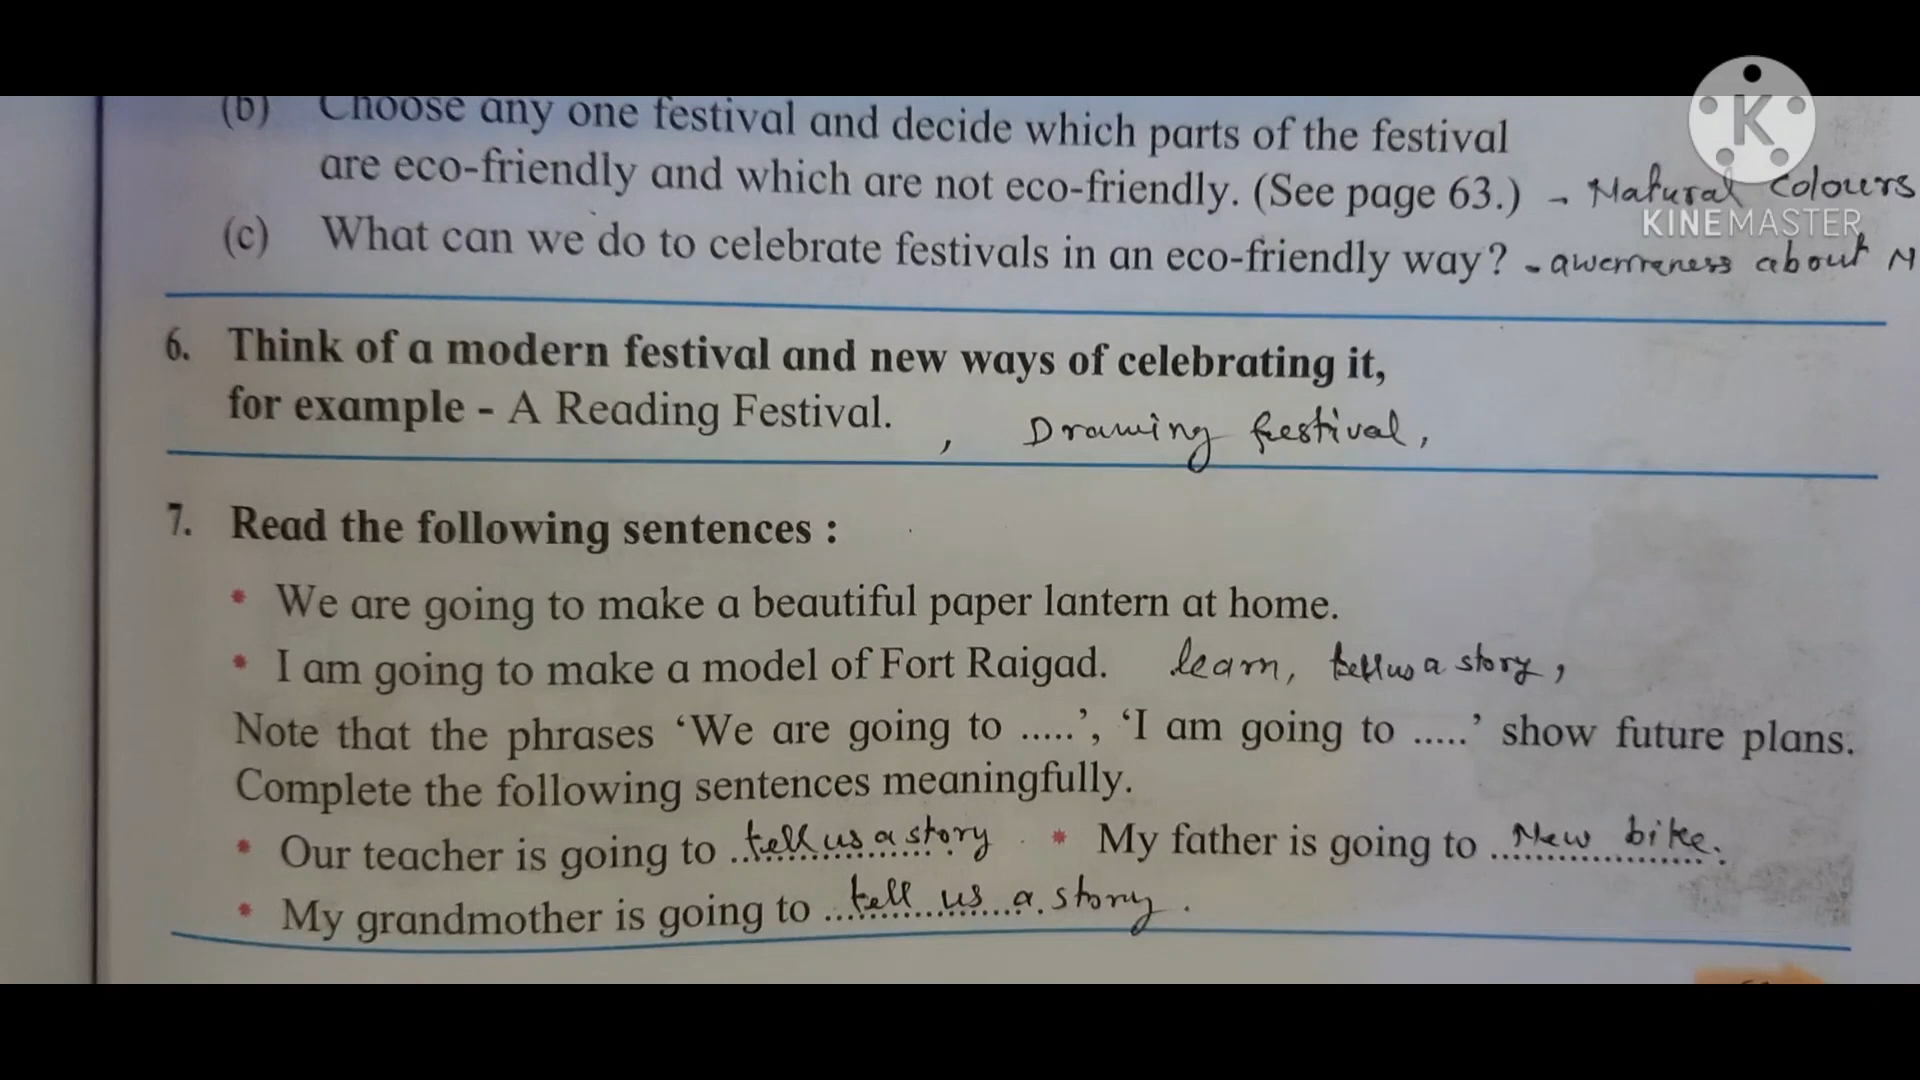 (b) Choose any one festival and decide which parts of the festival
are eco-friendly and which are not eco-friendly. (See page 63.) - Natural colours
KINEMASTER
(c) What can we do to celebrate festivals in an eco-friendly way? - awerreness about N
6. Think of a modern festival and new ways of celebrating it,
for example - A Reading Festival. , Drawing festival,
7. Read the following sentences :
* We are going to make a beautiful paper lantern at home.
* I am going to make a model of Fort Raigad. learn, tell us a story,
Note that the phrases ‘We are going to .....’, ‘I am going to .....’ show future plans.
Complete the following sentences meaningfully.
* Our teacher is going to tell us a story * My father is going to New bike.
* My grandmother is going to tell us a story.